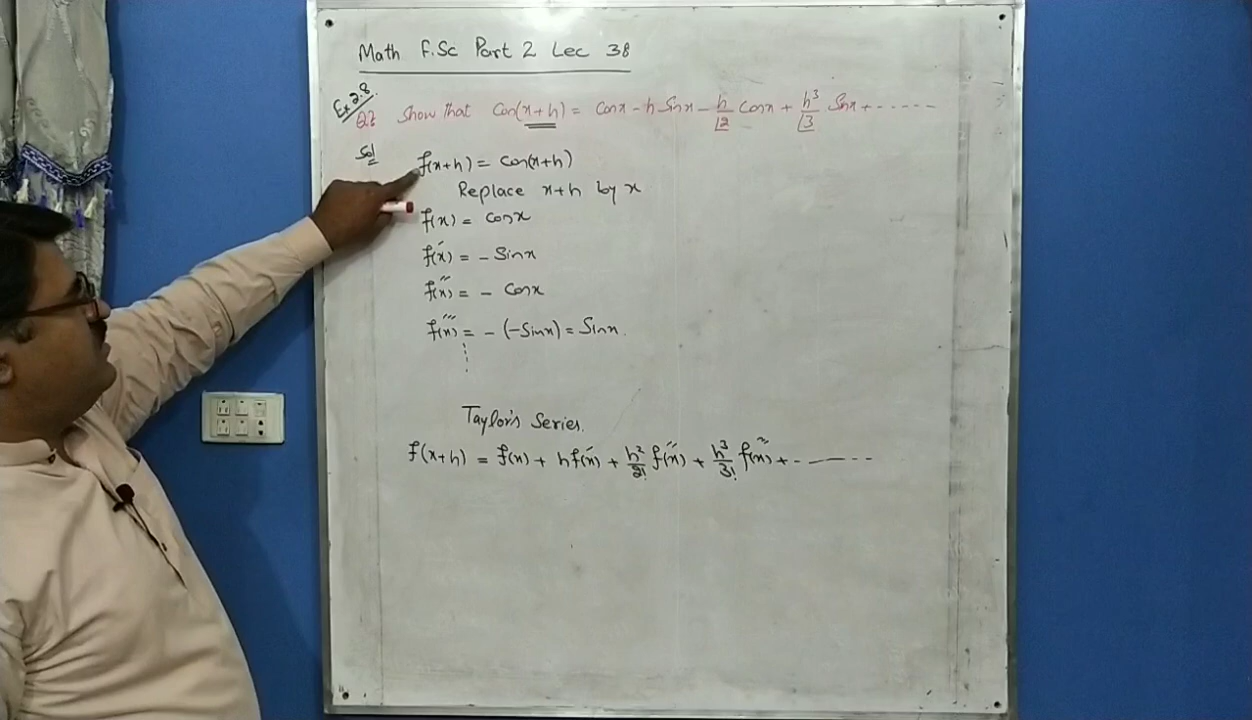 Math F.Sc Part 2 Lec 38
Ex 2.8.
Q2 Show that Cos(x+h) = Cosx - h Sinx - h/⌊2 Cosx + h³/⌊3 Sinx + ------
Sol
f(x+h) = Cos(x+h)
Replace x+h by x
f(x) = Cosx
f′(x) = - Sinx
f″(x) = - Cosx
f‴(x) = - (-Sinx) = Sinx.
Taylor's Series.
f(x+h) = f(x) + hf′(x) + h²/2! f″(x) + h³/3! f‴(x) + ------